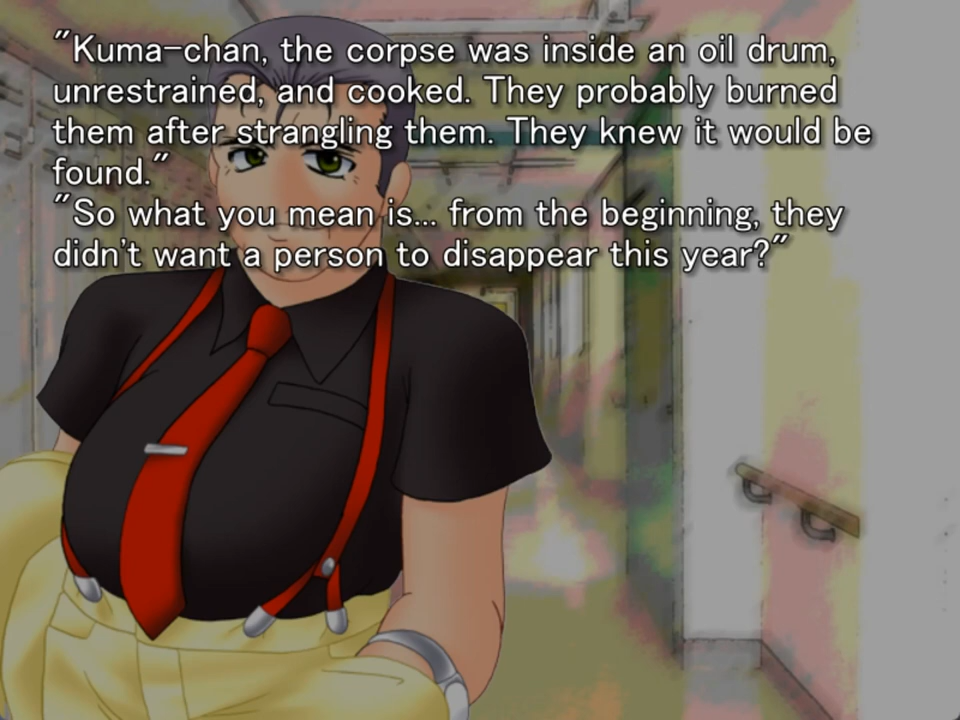 "Kuma-chan, the corpse was inside an oil drum,
unrestrained, and cooked. They probably burned
them after strangling them. They knew it would be
found."
"So what you mean is... from the beginning, they
didn't want a person to disappear this year?"